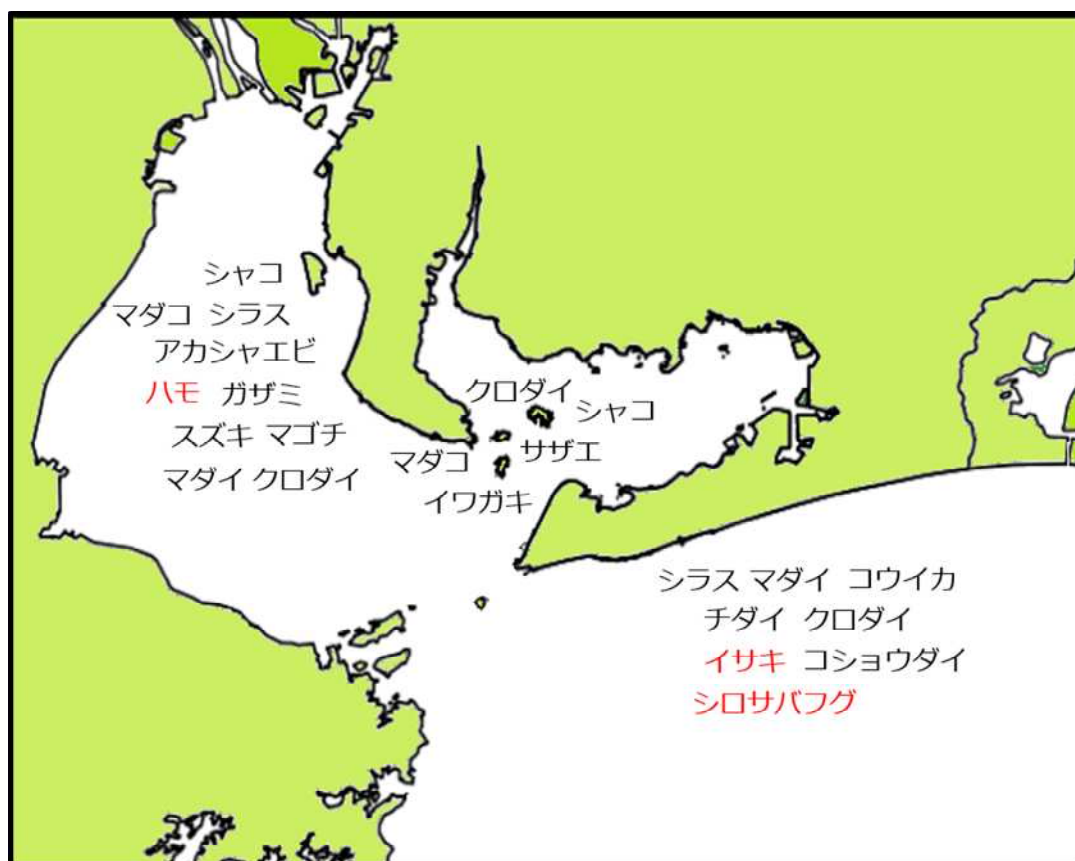 シャコ
マダコ シラス
アカシャエビ
ハモ ガザミ
スズキ マゴチ
マダイ クロダイ
クロダイ
シャコ
サザエ
マダコ
イワガキ
シラス マダイ コウイカ
チダイ クロダイ
イサキ コショウダイ
シロサバフグ